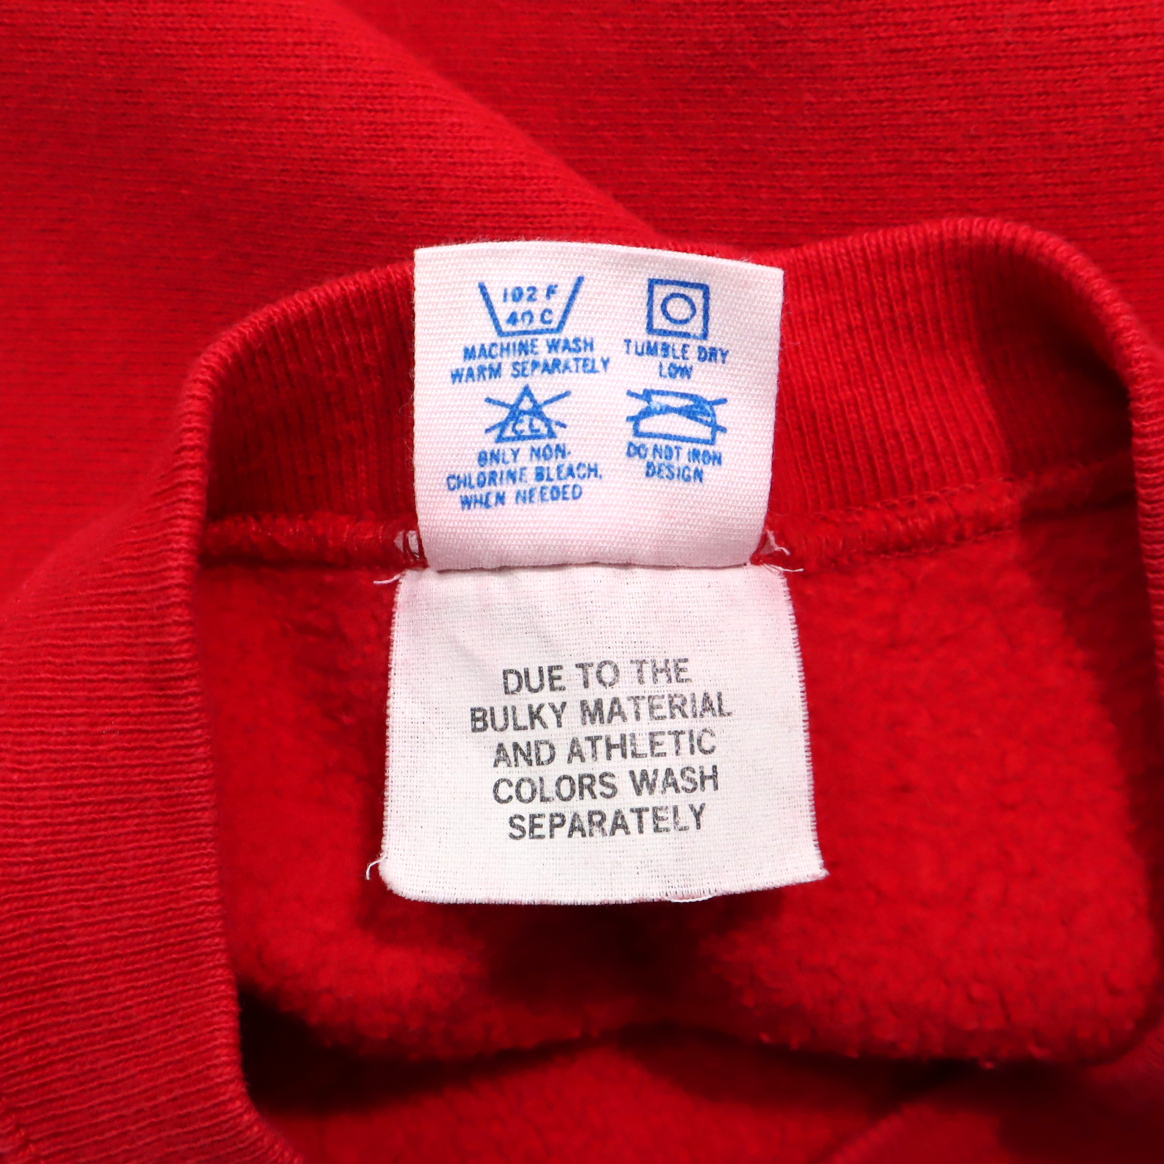 102 F
40 C
MACHINE WASH
WARM SEPARATELY
TUMBLE DRY
LOW
CL
ONLY NON-
CHLORINE BLEACH,
WHEN NEEDED
DO NOT IRON
DESIGN
DUE TO THE
BULKY MATERIAL
AND ATHLETIC
COLORS WASH
SEPARATELY